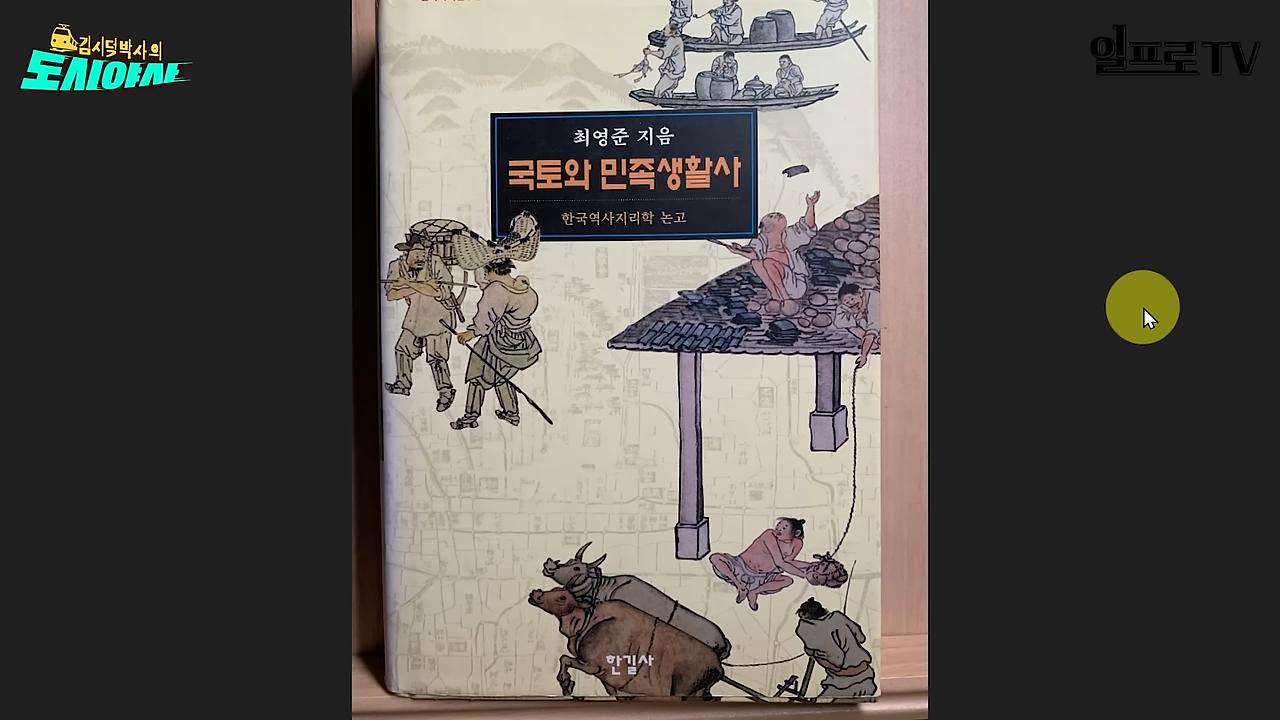 김시덕박사의
도시야사
일프로TV
최영준 지음
국토와 민족생활사
한국역사지리학 논고
한길사